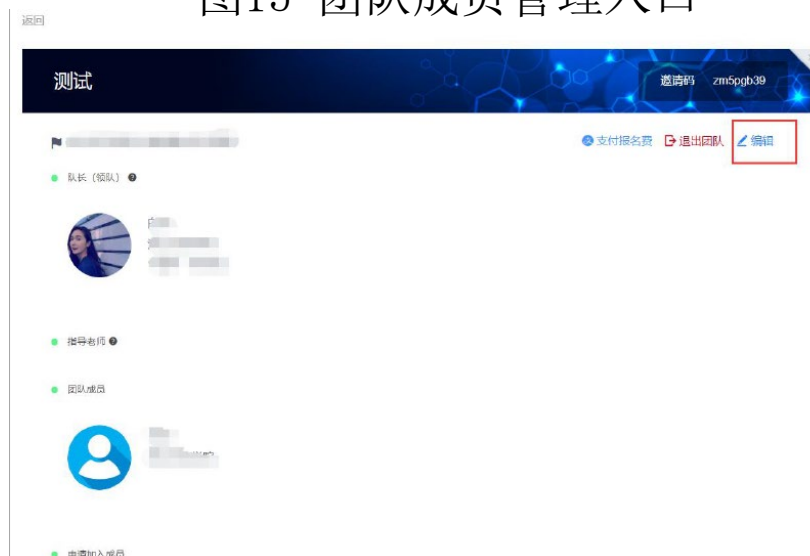 图15 团队成员管理入口
返回
测试
邀请码 zm5pgb39
支付报名费 退出团队 编辑
队长（领队）
指导老师
团队成员
申请加入成员